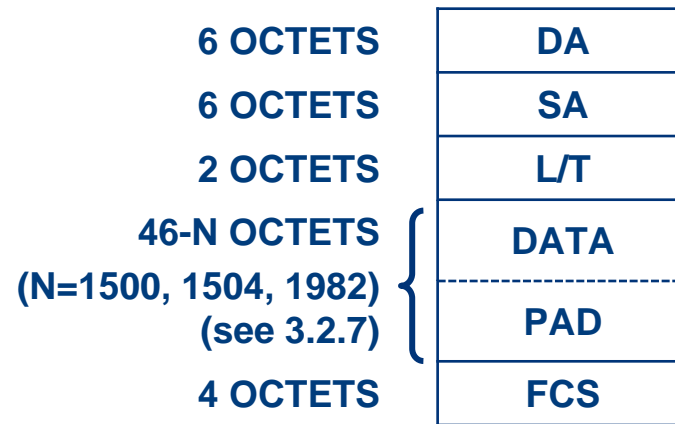 6 OCTETS DA
6 OCTETS SA
2 OCTETS L/T
46-N OCTETS DATA
(N=1500, 1504, 1982)
(see 3.2.7) PAD
4 OCTETS FCS